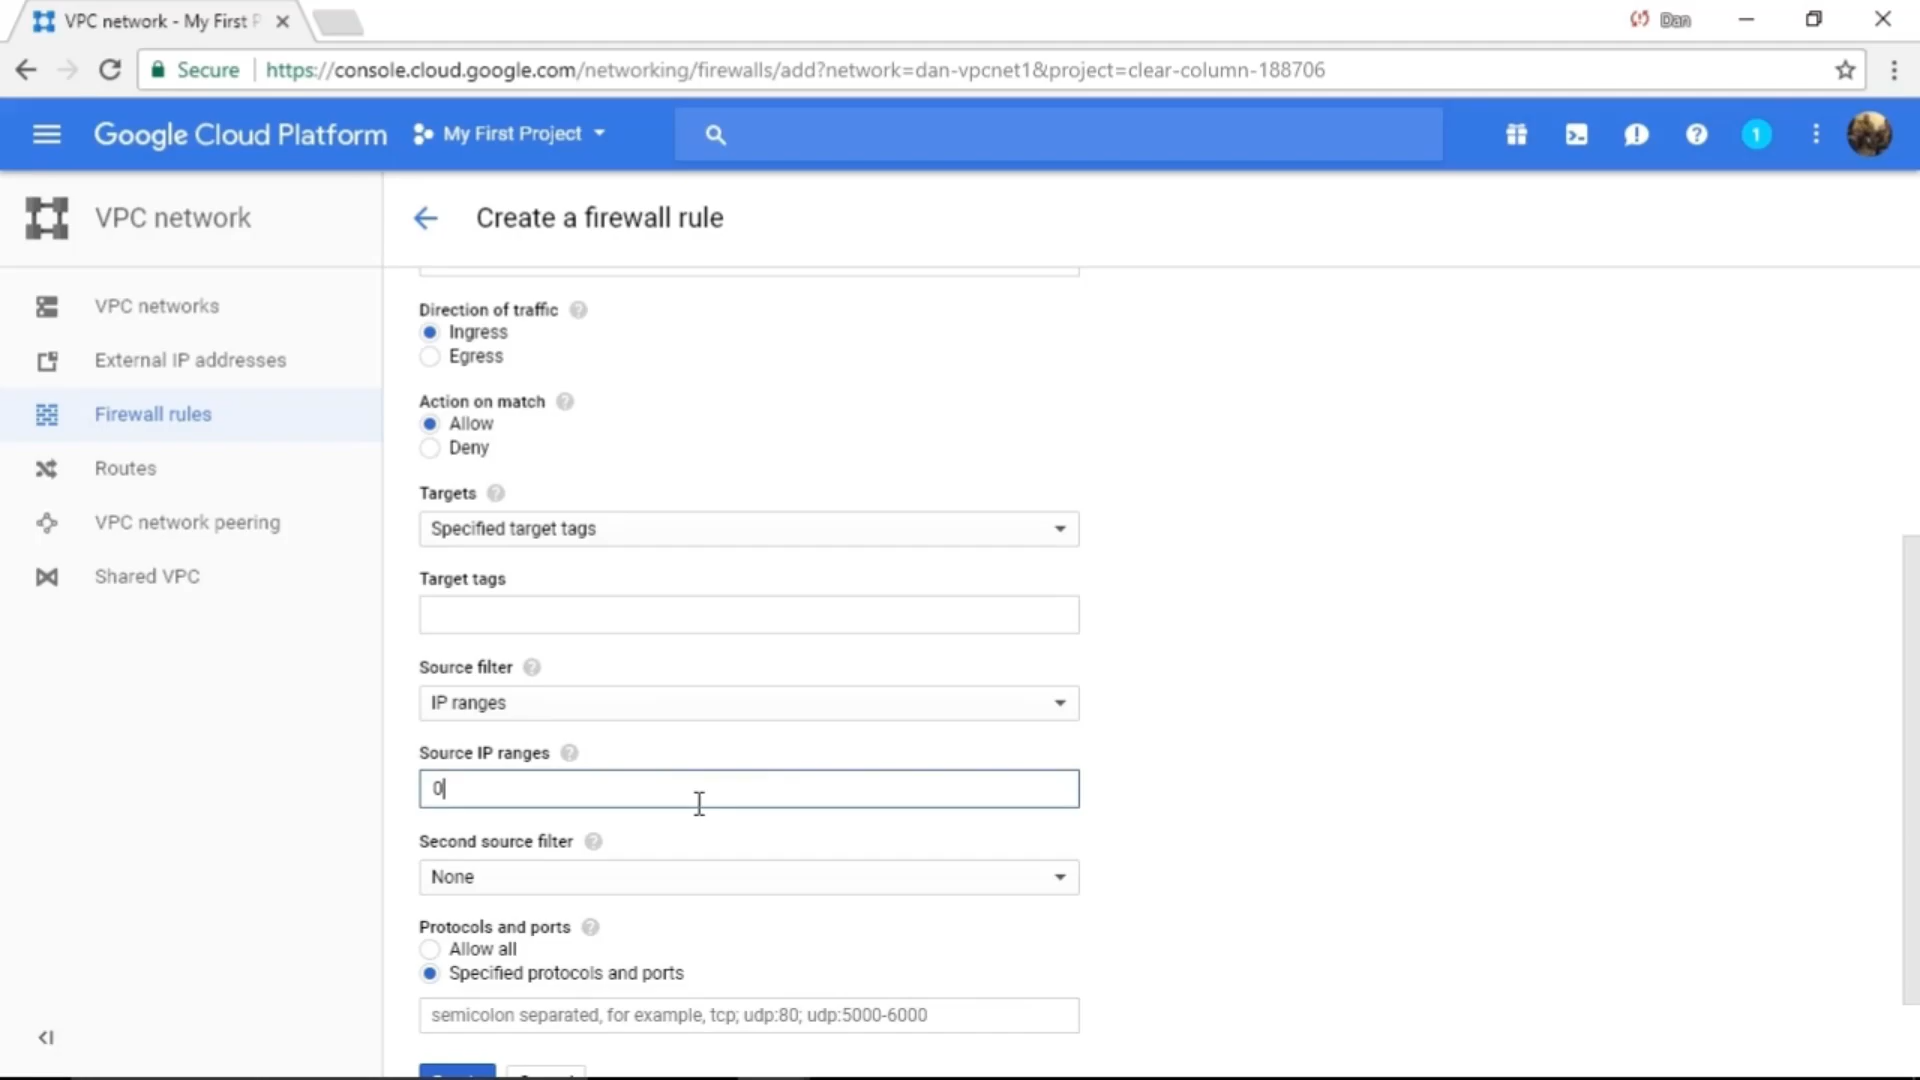 VPC network - My First P
Dan
Secure
https://console.cloud.google.com/networking/firewalls/add?network=dan-vpcnet1&project=clear-column-188706
Google Cloud Platform
My First Project
1
VPC network
Create a firewall rule
VPC networks
External IP addresses
Firewall rules
Routes
VPC network peering
Shared VPC
Direction of traffic
Ingress
Egress
Action on match
Allow
Deny
Targets
Specified target tags
Target tags
Source filter
IP ranges
Source IP ranges
0
Second source filter
None
Protocols and ports
Allow all
Specified protocols and ports
semicolon separated, for example, tcp; udp:80; udp:5000-6000